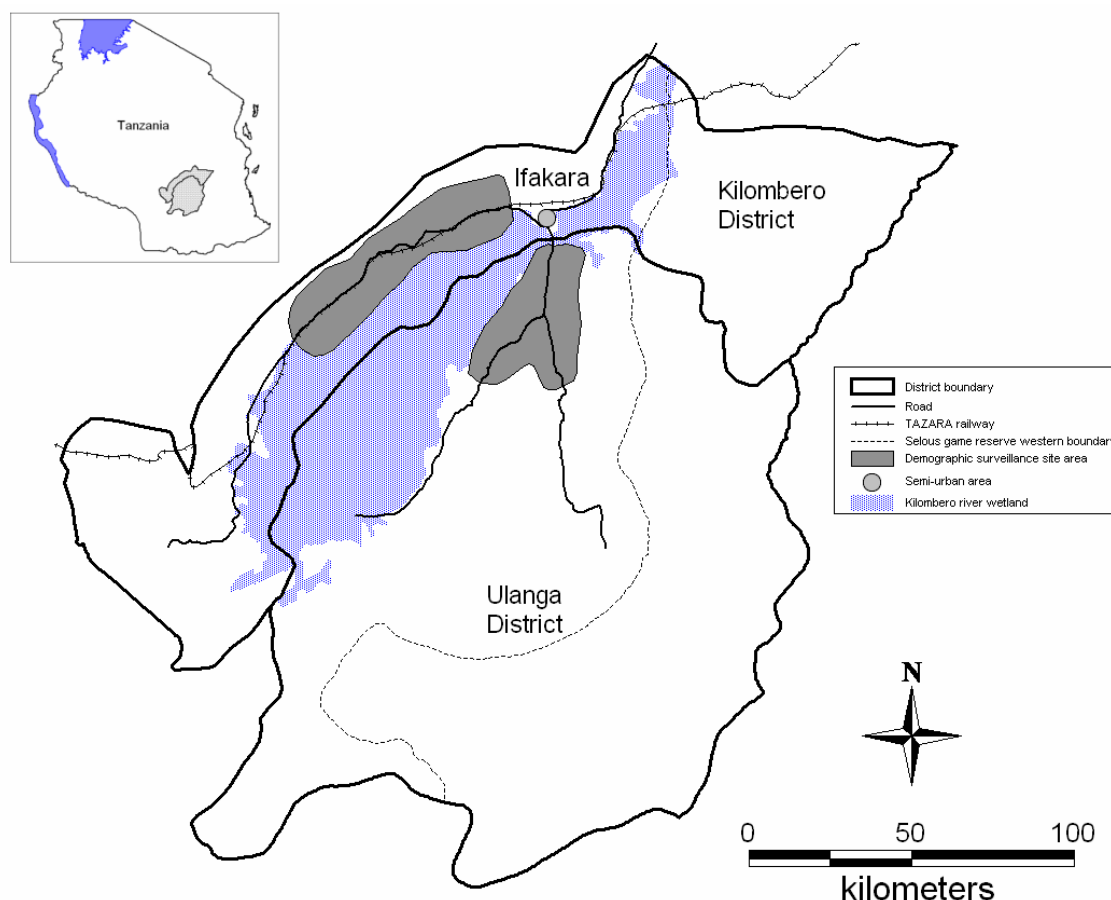 Tanzania
Ifakara
Kilombero
District
District boundary
Road
TAZARA railway
Selous game reserve western boundary
Demographic surveillance site area
Semi-urban area
Kilombero river wetland
Ulanga
District
N
0 50 100
kilometers